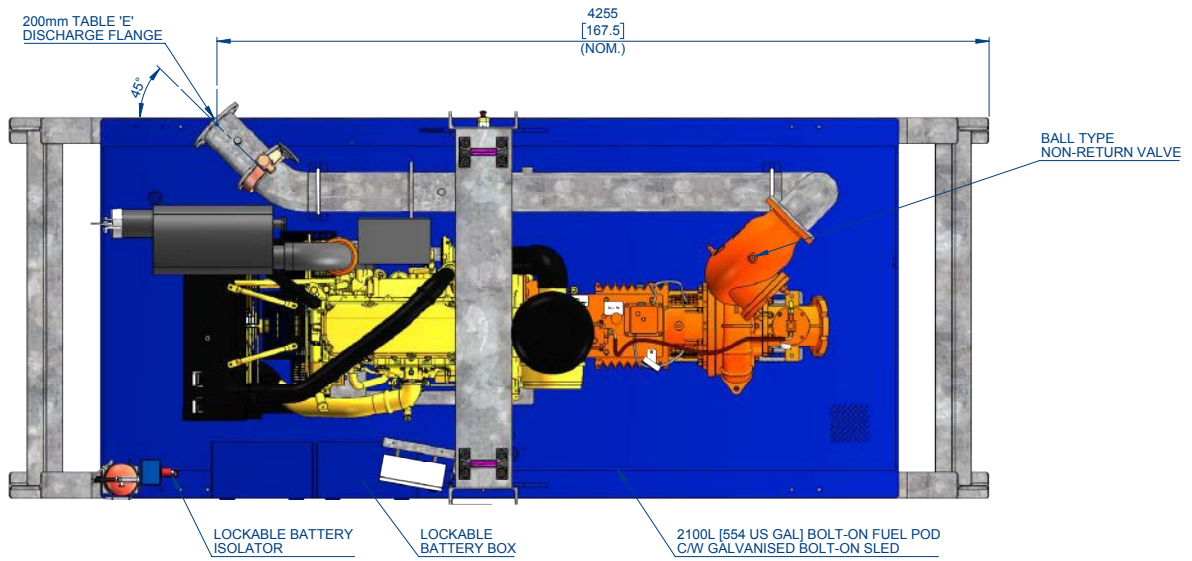 200mm TABLE 'E'
DISCHARGE FLANGE
4255
[167.5]
(NOM.)
45°
BALL TYPE
NON-RETURN VALVE
LOCKABLE BATTERY
ISOLATOR
LOCKABLE
BATTERY BOX
2100L [554 US GAL] BOLT-ON FUEL POD
C/W GALVANISED BOLT-ON SLED